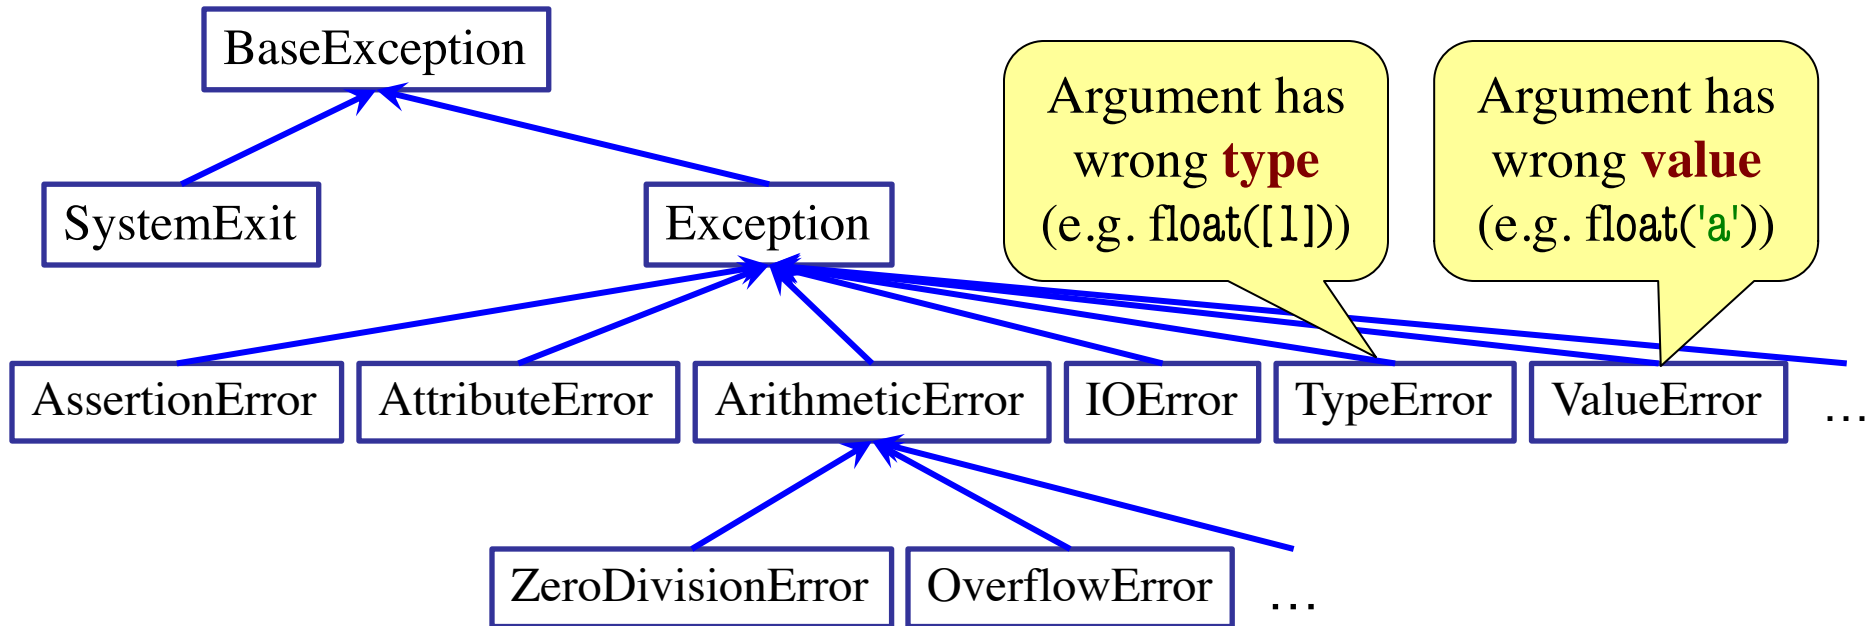 BaseException
Argument has
wrong type
(e.g. float([1]))
Argument has
wrong value
(e.g. float('a'))
SystemExit
Exception
AssertionError
AttributeError
ArithmeticError
IOError
TypeError
ValueError
...
ZeroDivisionError
OverflowError
...